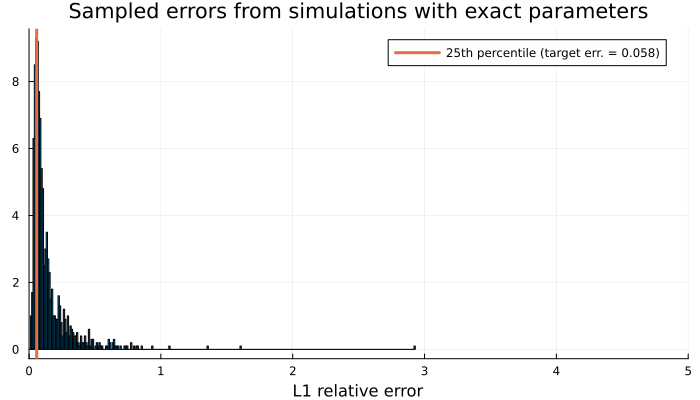 Sampled errors from simulations with exact parameters
25th percentile (target err. = 0.058)
8
6
4
2
0
0 1 2 3 4 5
L1 relative error